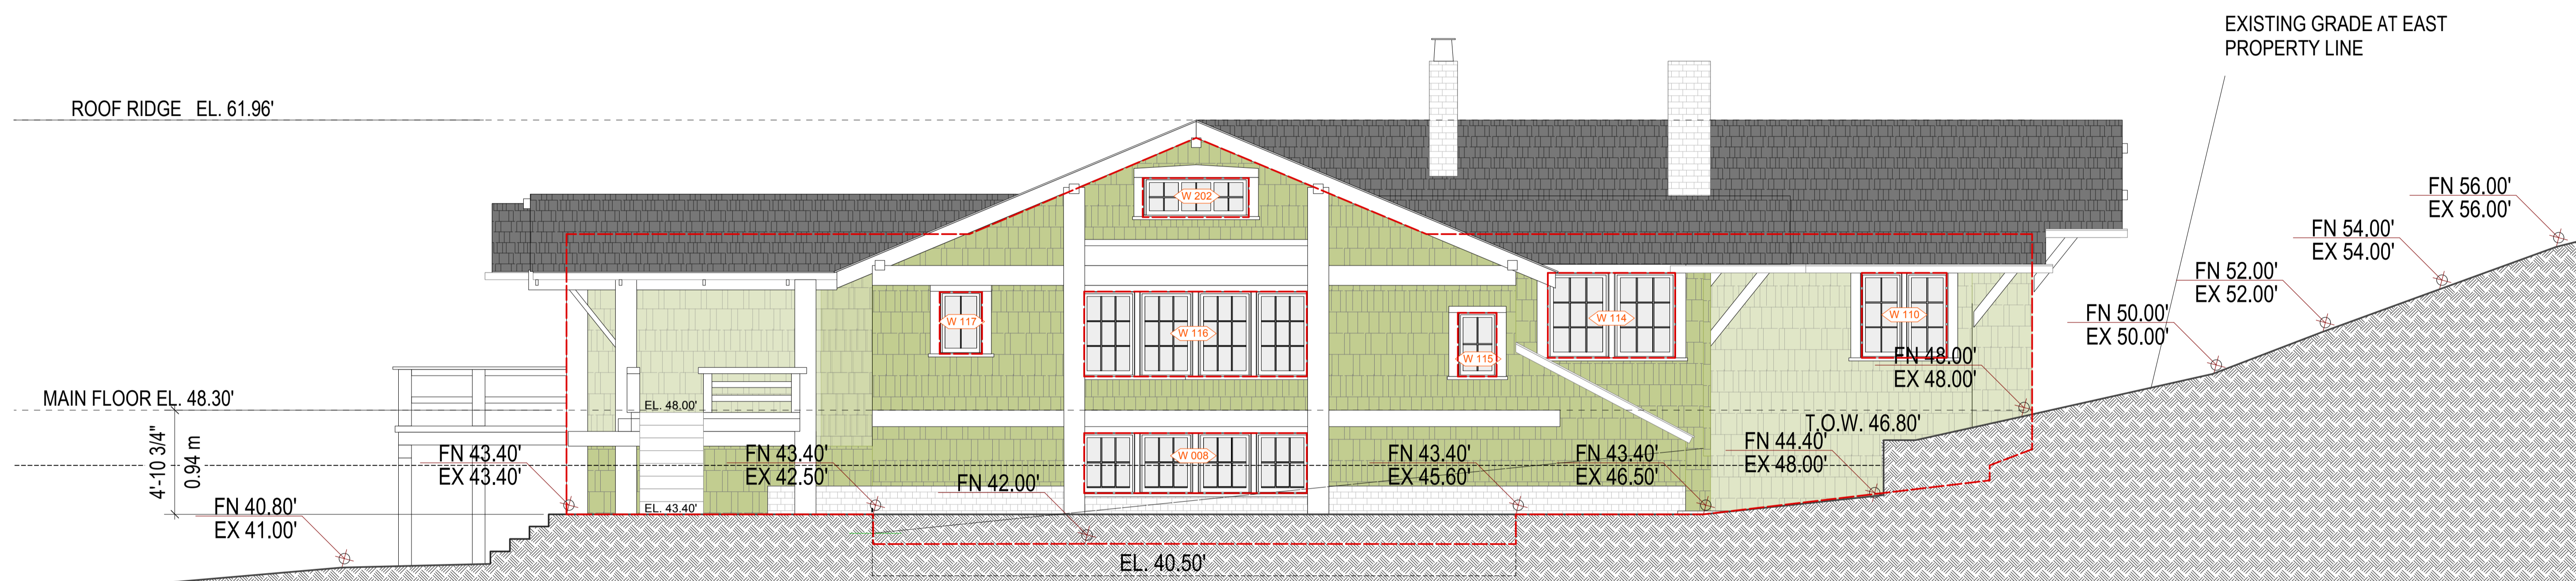 EXISTING GRADE AT EAST
PROPERTY LINE
ROOF RIDGE EL. 61.96'
FN 56.00'
EX 56.00'
W 202
FN 54.00'
EX 54.00'
FN 52.00'
EX 52.00'
FN 50.00'
EX 50.00'
W 117
W 116
W 115
W 114
W 110
FN 48.00'
EX 48.00'
MAIN FLOOR EL. 48.30'
EL. 48.00'
T.O.W. 46.80'
4'-10 3/4"
0.94 m
FN 43.40'
EX 43.40'
FN 43.40'
EX 42.50'
W 008
FN 43.40'
EX 45.60'
FN 43.40'
EX 46.50'
FN 44.40'
EX 48.00'
FN 42.00'
FN 40.80'
EX 41.00'
EL. 43.40'
EL. 40.50'